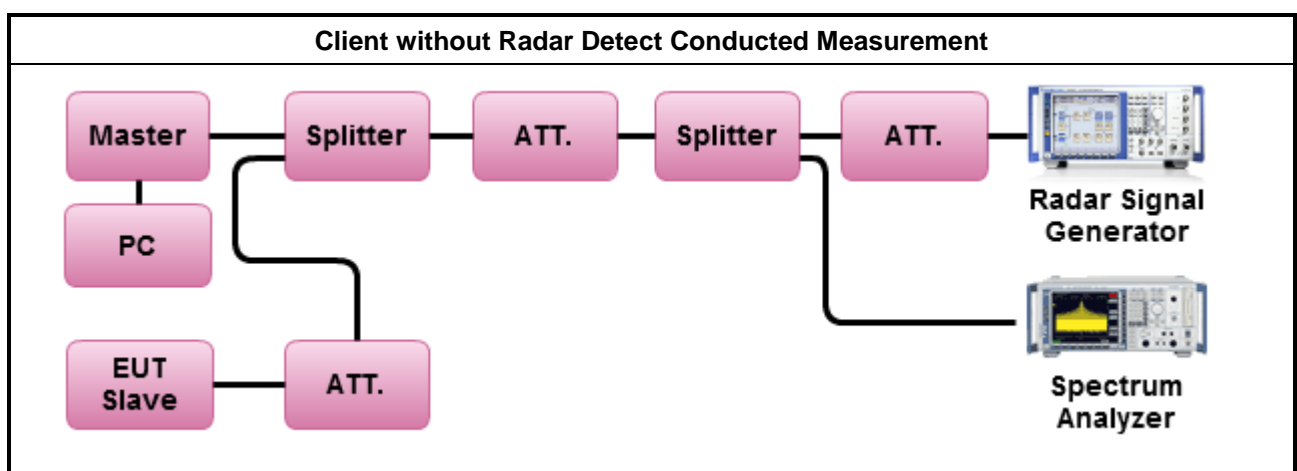 Client without Radar Detect Conducted Measurement
Master
Splitter
ATT.
Splitter
ATT.
Radar Signal
Generator
PC
EUT
Slave
ATT.
Spectrum
Analyzer